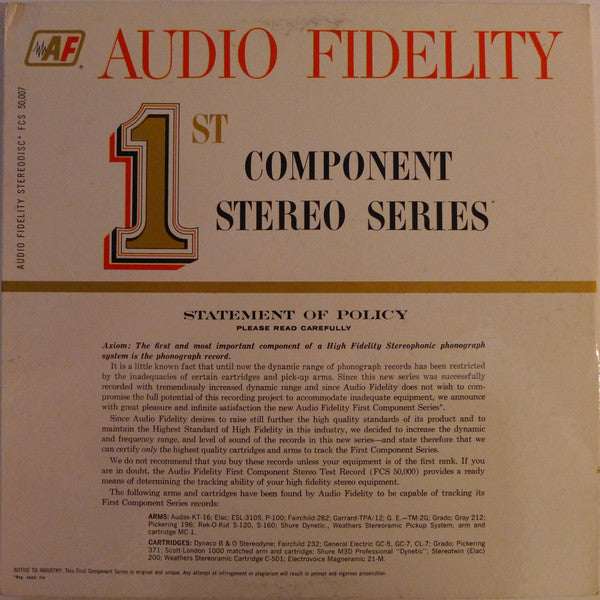 AF
AUDIO FIDELITY
AUDIO FIDELITY STEREODISC® FCS 50,007
1ST
COMPONENT
STEREO SERIES*
STATEMENT OF POLICY
PLEASE READ CAREFULLY
Axiom: The first and most important component of a High Fidelity Stereophonic phonograph
system is the phonograph record.
It is a little known fact that until now the dynamic range of phonograph records has been restricted
by the inadequacies of certain cartridges and pick-up arms. Since this new series was successfully
recorded with tremendously increased dynamic range and since Audio Fidelity does not wish to com-
promise the full potential of this recording project to accommodate inadequate equipment, we announce
with great pleasure and infinite satisfaction the new Audio Fidelity First Component Series*.
Since Audio Fidelity desires to raise still further the high quality standards of its product and to
maintain the Highest Standard of High Fidelity in this industry, we decided to increase the dynamic
and frequency range, and level of sound of the records in this new series—and state therefore that we
can certify only the highest quality cartridges and arms to track the First Component Series.
We do not recommend that you buy these records unless your equipment is of the first rank. If you
are in doubt, the Audio Fidelity First Component Stereo Test Record (FCS 50,000) provides a ready
means of determining the tracking ability of your high fidelity stereo equipment.
The following arms and cartridges have been found by Audio Fidelity to be capable of tracking its
First Component Series records:
ARMS: Audax-KT-16; Elac; ESL-310S, P-100; Fairchild-282; Garrard-TPA/12; G. E.—TM-2G; Grado; Gray 212;
Pickering 196; Rek-O-Kut S-120, S-160; Shure Dynetic., Weathers Stereoramic Pickup System, arm and
cartridge MC-1.
CARTRIDGES: Dynaco B & O Stereodyne; Fairchild 232; General Electric GC-5, GC-7, CL-7; Grado; Pickering
371; Scott-London 1000 matched arm and cartridge; Shure M3D Professional "Dynetic"; Stereotwin (Elac)
200; Weathers Stereoramic Cartridge C-501; Electrovoice Magneramic 21-M.
NOTICE TO INDUSTRY: This First Component Series is original and unique. Any attempt at infringement or plagiarism will result in prompt and vigorous prosecution
*Reg. Appl. For